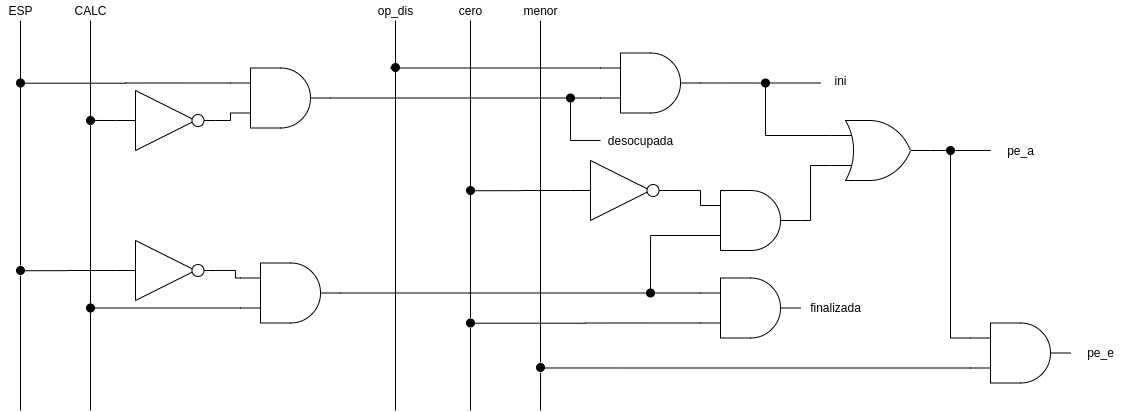 ESP
CALC
op_dis
cero
menor
ini
desocupada
pe_a
finalizada
pe_e